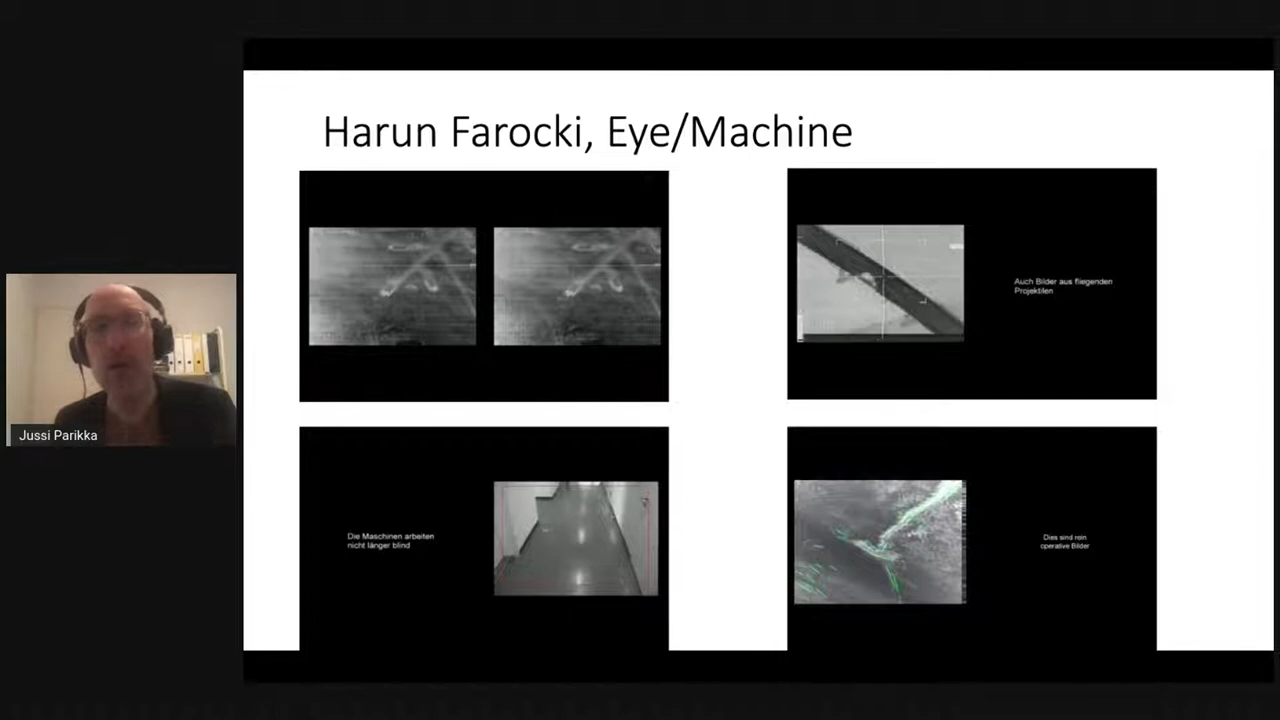 Harun Farocki, Eye/Machine
Auch Bilder aus fliegenden
Projektilen
Die Maschinen arbeiten
nicht länger blind
Dies sind rein
operative Bilder
Jussi Parikka